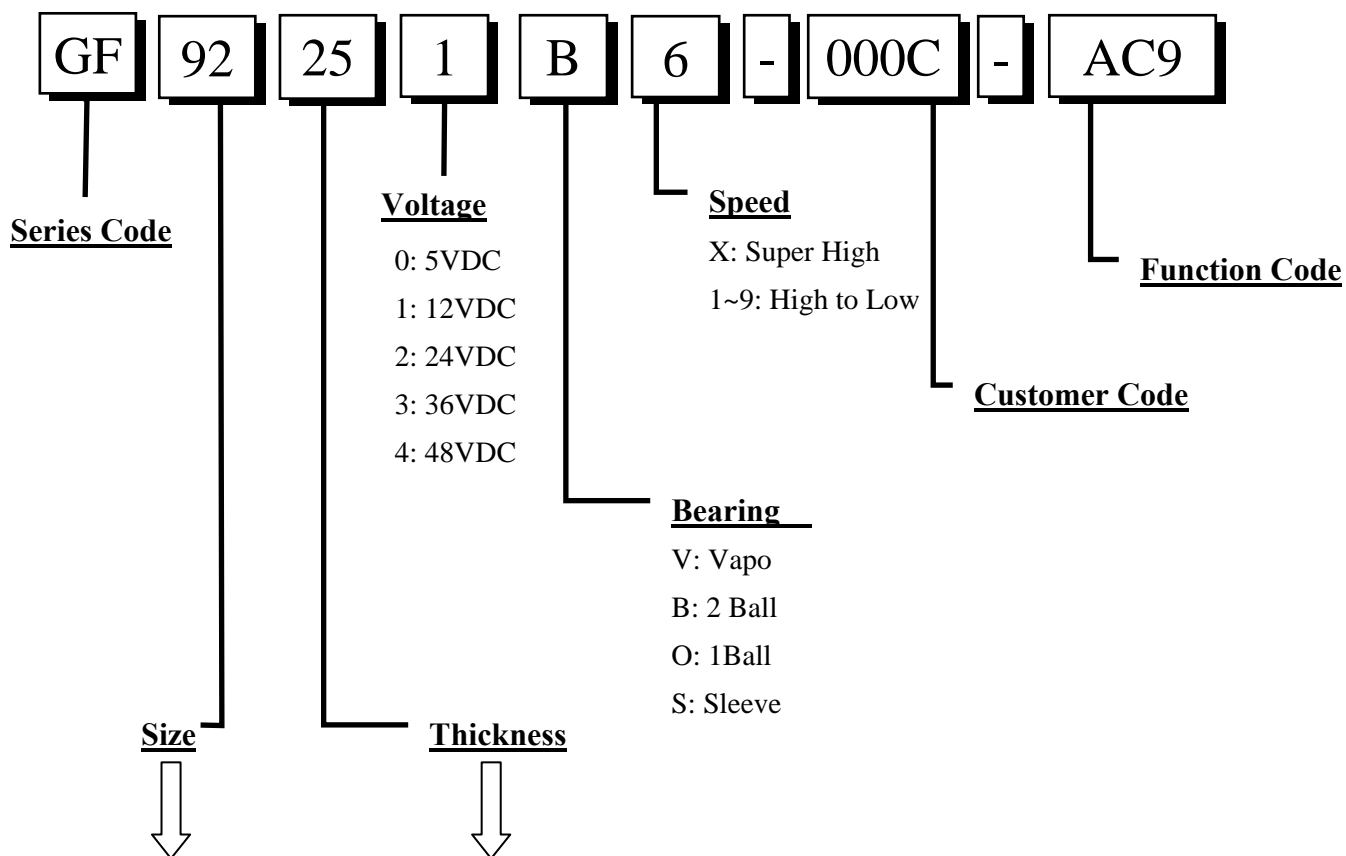 GF 92 25 1 B 6 - 000C - AC9
Series Code
Voltage
0: 5VDC
1: 12VDC
2: 24VDC
3: 36VDC
4: 48VDC
Speed
X: Super High
1~9: High to Low
Function Code
Customer Code
Bearing
V: Vapo
B: 2 Ball
O: 1Ball
S: Sleeve
Size
Thickness